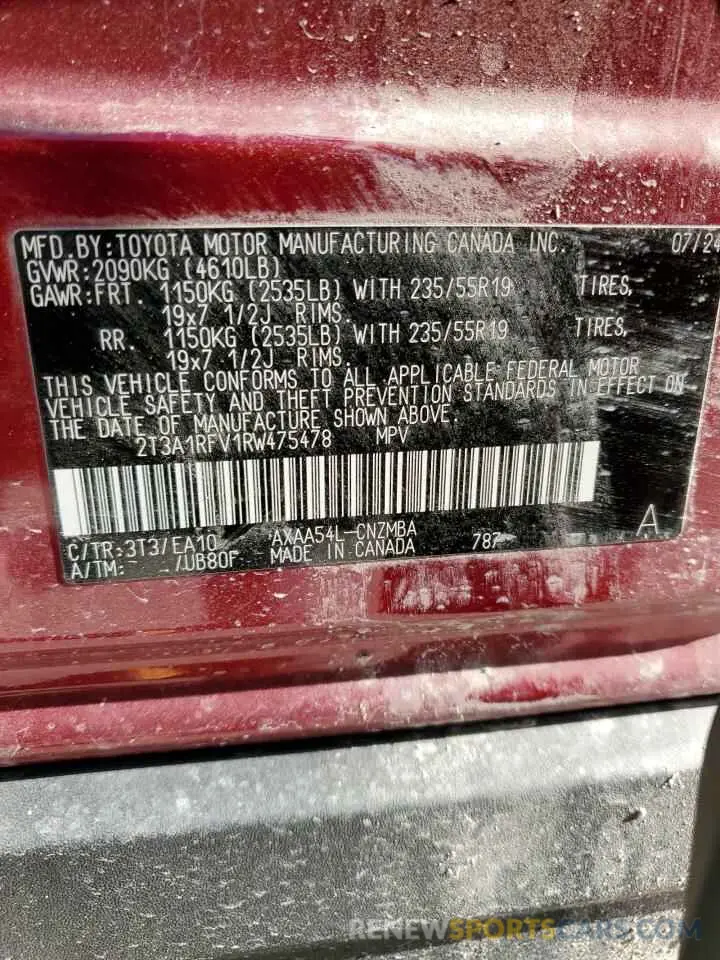 MFD.BY:TOYOTA MOTOR MANUFACTURING CANADA INC. 07/24
GVWR:2090KG (4610LB)
GAWR:FRT. 1150KG (2535LB) WITH 235/55R19 TIRES,
19x7 1/2J RIMS.
RR. 1150KG (2535LB) WITH 235/55R19 TIRES,
19x7 1/2J RIMS.
THIS VEHICLE CONFORMS TO ALL APPLICABLE FEDERAL MOTOR
VEHICLE SAFETY AND THEFT PREVENTION STANDARDS IN EFFECT ON
THE DATE OF MANUFACTURE SHOWN ABOVE.
2T3A1RFV1RW475478 MPV
C/TR:3T3/EA10 AXAA54L-CNZMBA 787 A
A/TM: /UB80F MADE IN CANADA
RENEWSPORTSCARS.COM